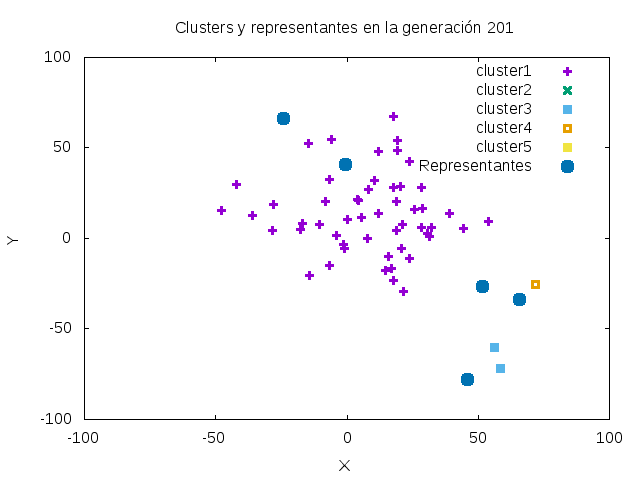 Clusters y representantes en la generación 201
100
50
0
-50
-100
-100 -50 0 50 100
X
Y
cluster1
cluster2
cluster3
cluster4
cluster5
Representantes